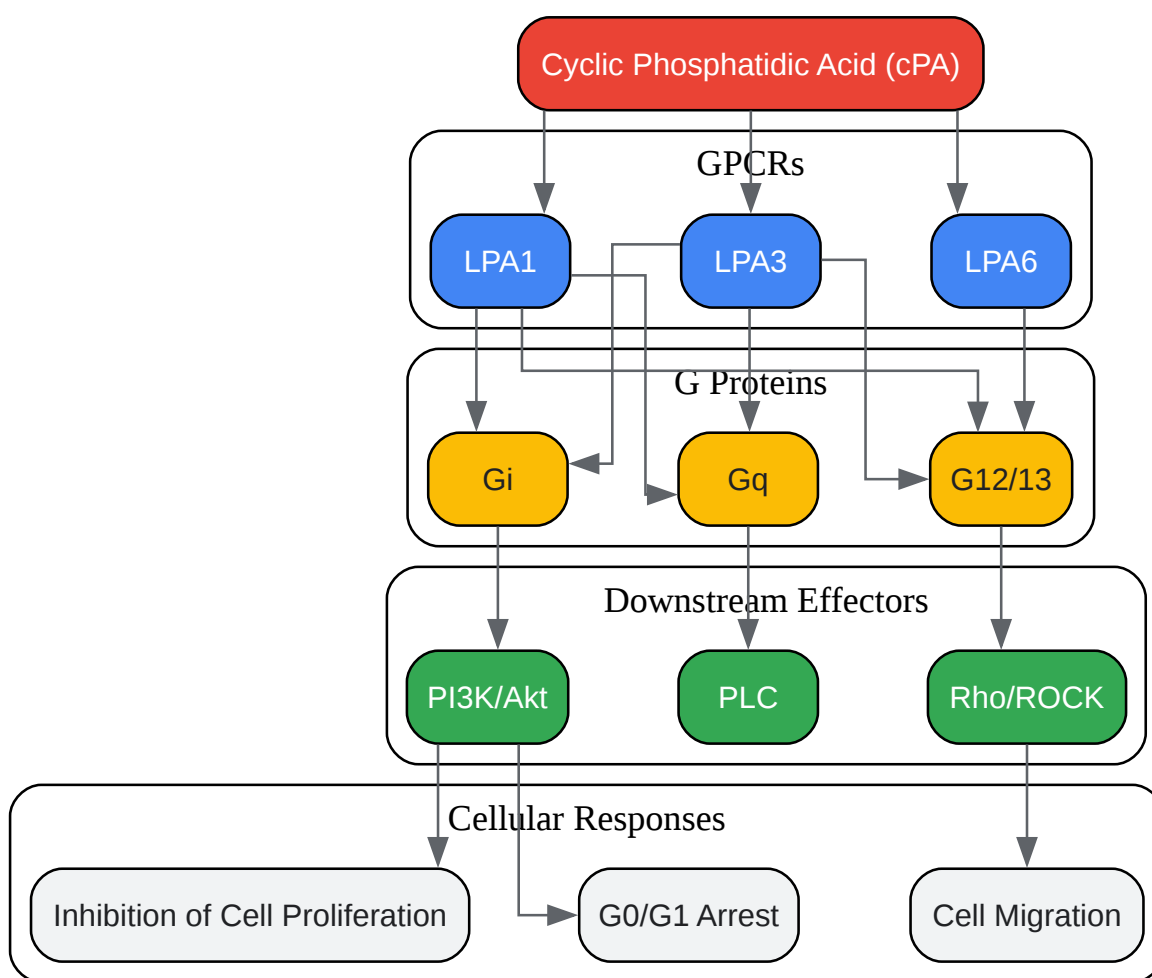 Cyclic Phosphatidic Acid (cPA)
GPCRs
LPA1
LPA3
LPA6
G Proteins
Gi
Gq
G12/13
Downstream Effectors
PI3K/Akt
PLC
Rho/ROCK
Cellular Responses
Inhibition of Cell Proliferation
G0/G1 Arrest
Cell Migration